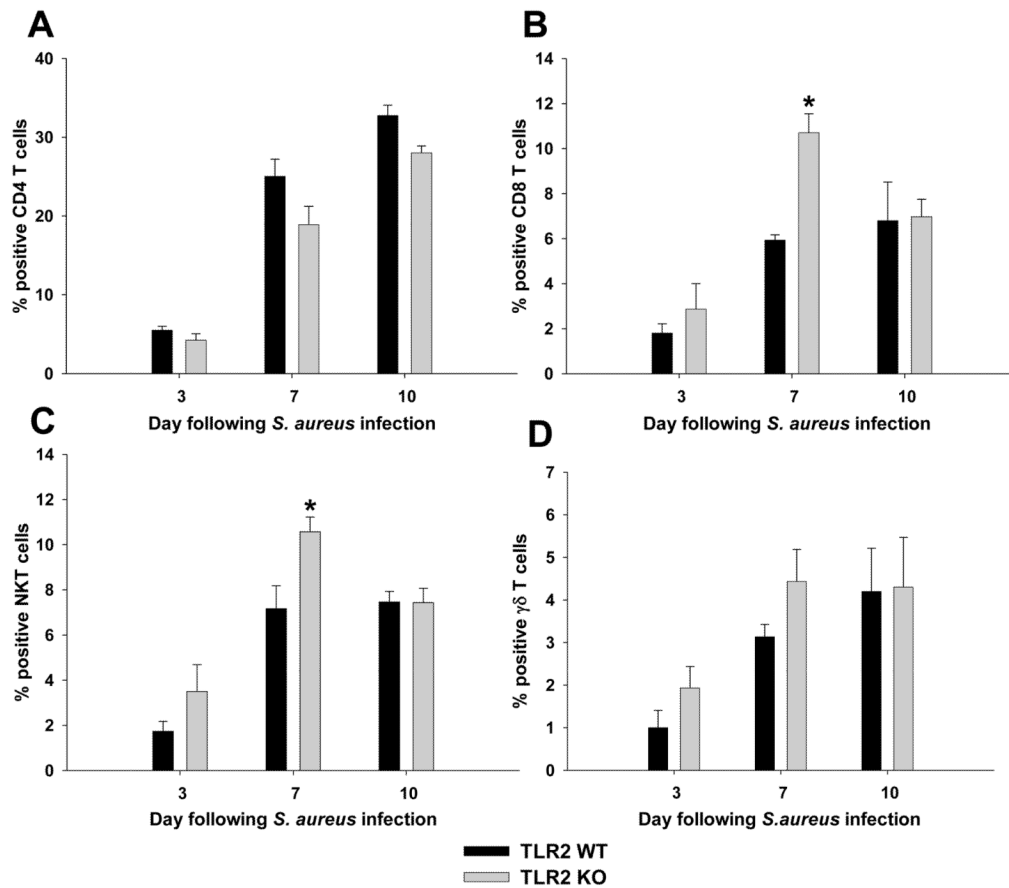 A
% positive CD4 T cells
40
30
20
10
0
3 7 10
Day following S. aureus infection
B
% positive CD8 T cells
14
12
10
8
6
4
2
0
*
3 7 10
Day following S. aureus infection
C
% positive NKT cells
14
12
10
8
6
4
2
0
*
3 7 10
Day following S. aureus infection
D
% positive γδ T cells
7
6
5
4
3
2
1
0
3 7 10
Day following S.aureus infection
TLR2 WT
TLR2 KO